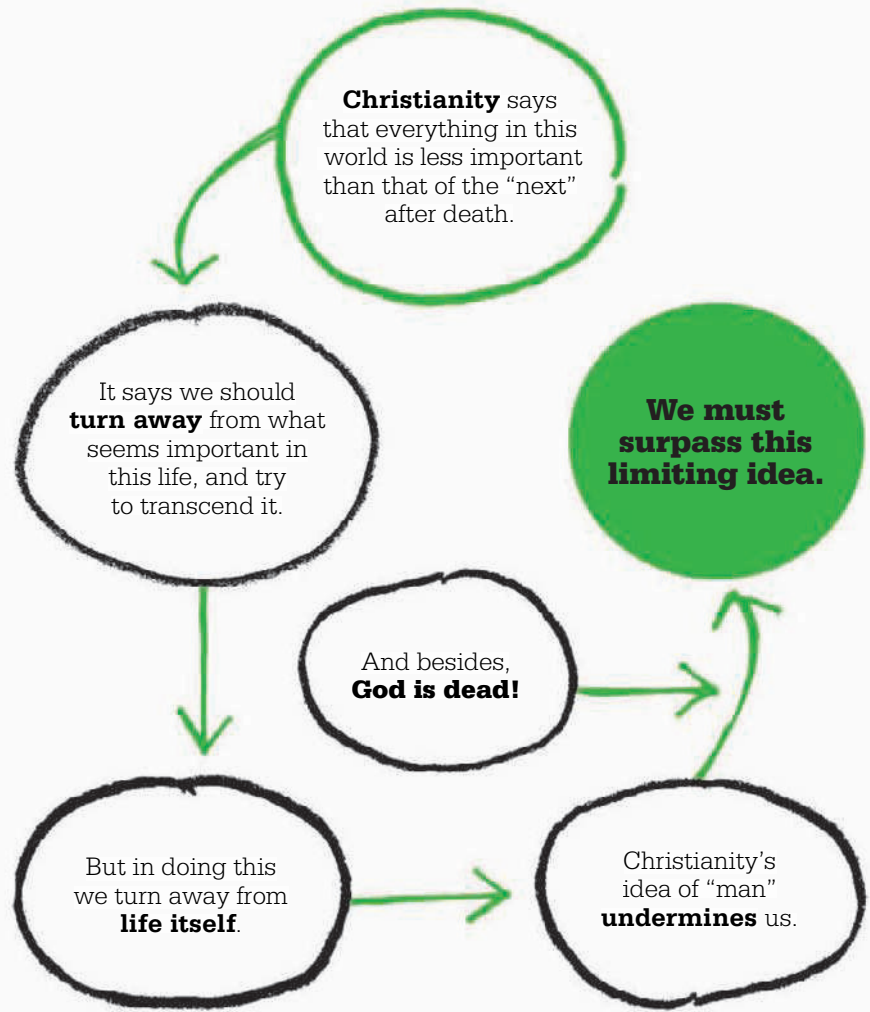 Christianity says
that everything in this
world is less important
than that of the “next”
after death.
It says we should
turn away from what
seems important in
this life, and try
to transcend it.
But in doing this
we turn away from
life itself.
Christianity’s
idea of “man”
undermines us.
And besides,
God is dead!
We must
surpass this
limiting idea.